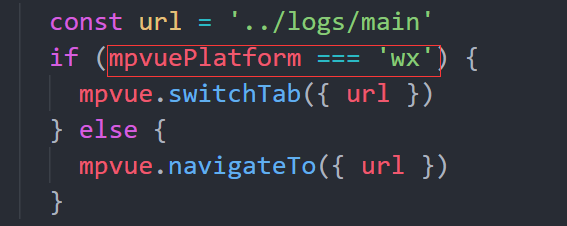 const url = '../logs/main'
if (mpvuePlatform === 'wx') {
mpvue.switchTab({ url })
} else {
mpvue.navigateTo({ url })
}